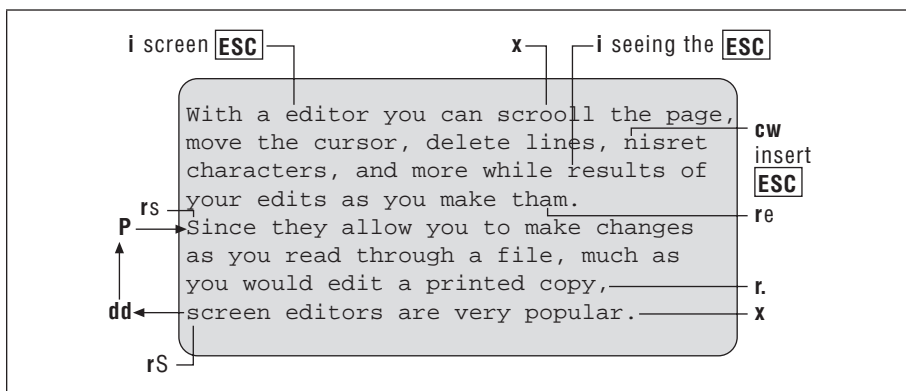 i screen ESC x i seeing the ESC
With a editor you can scrooll the page,
move the cursor, delete lines, nisret
cw
insert
ESC
characters, and more while results of
your edits as you make tham.
rs
re
P
Since they allow you to make changes
as you read through a file, much as
you would edit a printed copy,
r.
dd
screen editors are very popular.
x
rS